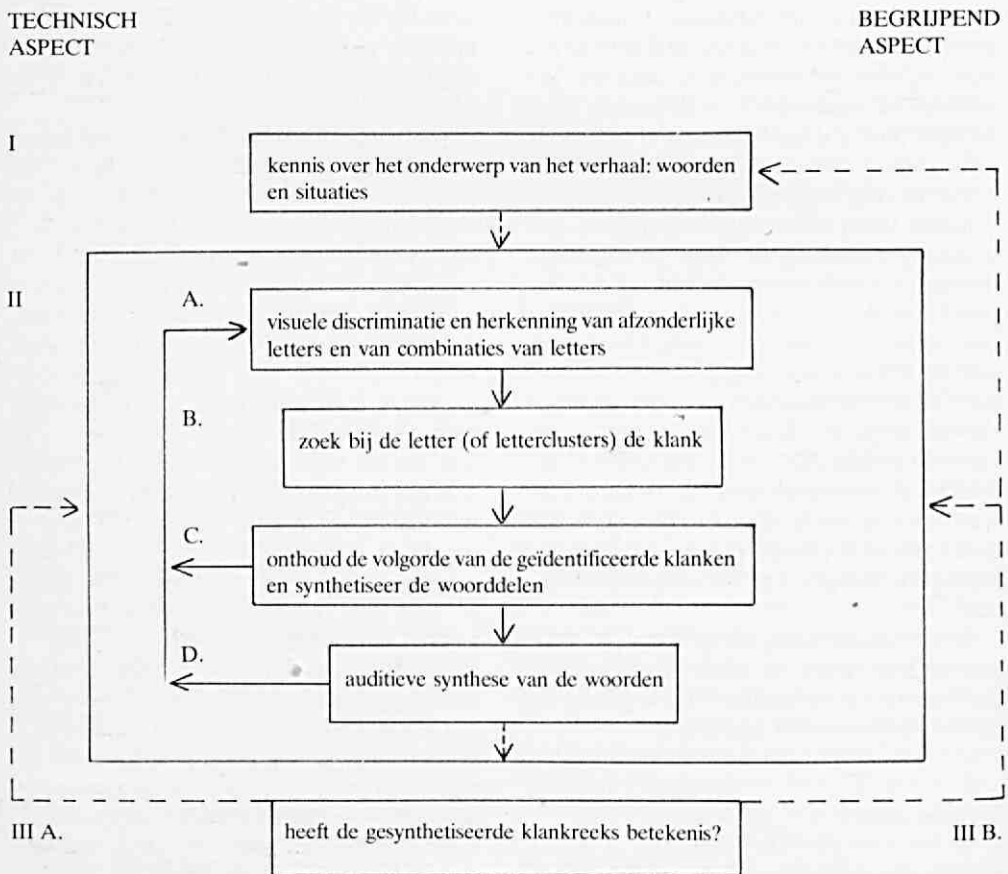 TECHNISCH
ASPECT
BEGRIJPEND
ASPECT
I
kennis over het onderwerp van het verhaal: woorden
en situaties
II
A.
visuele discriminatie en herkenning van afzonderlijke
letters en van combinaties van letters
B.
zoek bij de letter (of letterclusters) de klank
C.
onthoud de volgorde van de geïdentificeerde klanken
en synthetiseer de woorddelen
D.
auditieve synthese van de woorden
III A.
heeft de gesynthetiseerde klankreeks betekenis?
III B.